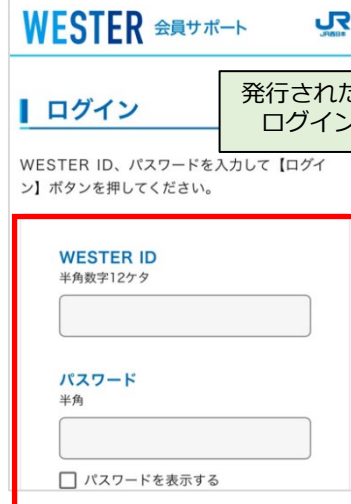 WESTER 会員サポート JR
JR西日本
ログイン
発行された
ログイン
WESTER ID、パスワードを入力して【ログイ
ン】ボタンを押してください。
WESTER ID
半角数字12ケタ
パスワード
半角
パスワードを表示する